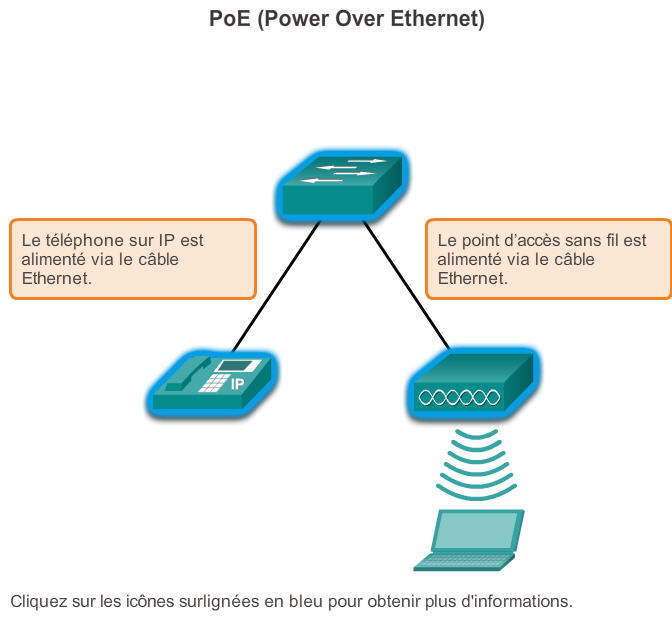 PoE (Power Over Ethernet)
Le téléphone sur IP est
alimenté via le câble
Ethernet.
Le point d'accès sans fil est
alimenté via le câble
Ethernet.
IP
Cliquez sur les icônes surlignées en bleu pour obtenir plus d'informations.